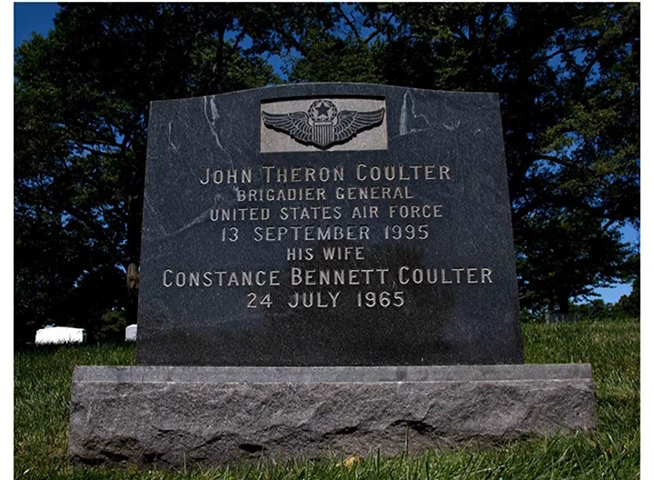 JOHN THERON COULTER
BRIGADIER GENERAL
UNITED STATES AIR FORCE
13 SEPTEMBER 1995
HIS WIFE
CONSTANCE BENNETT COULTER
24 JULY 1965